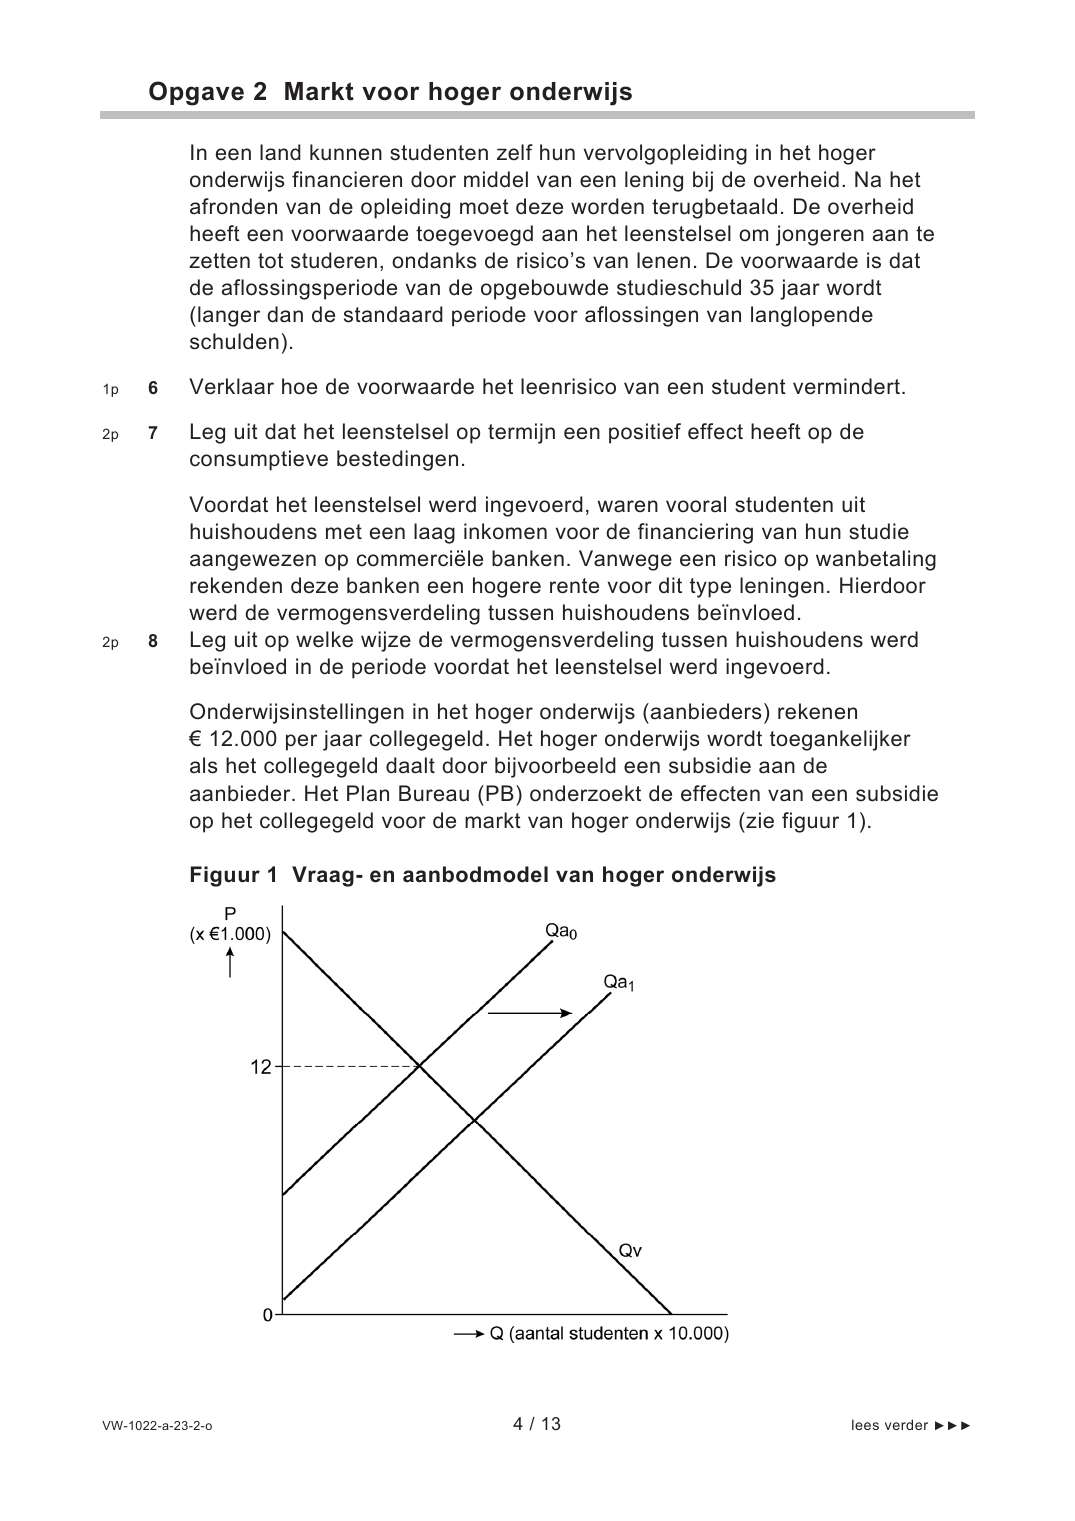 Opgave 2 Markt voor hoger onderwijs
In een land kunnen studenten zelf hun vervolgopleiding in het hoger
onderwijs financieren door middel van een lening bij de overheid. Na het
afronden van de opleiding moet deze worden terugbetaald. De overheid
heeft een voorwaarde toegevoegd aan het leenstelsel om jongeren aan te
zetten tot studeren, ondanks de risico's van lenen. De voorwaarde is dat
de aflossingsperiode van de opgebouwde studieschuld 35 jaar wordt
(langer dan de standaard periode voor aflossingen van langlopende
schulden).
1p 6 Verklaar hoe de voorwaarde het leenrisico van een student vermindert.
2p 7 Leg uit dat het leenstelsel op termijn een positief effect heeft op de
consumptieve bestedingen.
Voordat het leenstelsel werd ingevoerd, waren vooral studenten uit
huishoudens met een laag inkomen voor de financiering van hun studie
aangewezen op commerciële banken. Vanwege een risico op wanbetaling
rekenden deze banken een hogere rente voor dit type leningen. Hierdoor
werd de vermogensverdeling tussen huishoudens beïnvloed.
2p 8 Leg uit op welke wijze de vermogensverdeling tussen huishoudens werd
beïnvloed in de periode voordat het leenstelsel werd ingevoerd.
Onderwijsinstellingen in het hoger onderwijs (aanbieders) rekenen
€ 12.000 per jaar collegegeld. Het hoger onderwijs wordt toegankelijker
als het collegegeld daalt door bijvoorbeeld een subsidie aan de
aanbieder. Het Plan Bureau (PB) onderzoekt de effecten van een subsidie
op het collegegeld voor de markt van hoger onderwijs (zie figuur 1).
Figuur 1 Vraag- en aanbodmodel van hoger onderwijs
P
(x €1.000)
Qa0
Qa1
12
Qv
0
Q (aantal studenten x 10.000)
VW-1022-a-23-2-o
4 / 13
lees verder ►►►